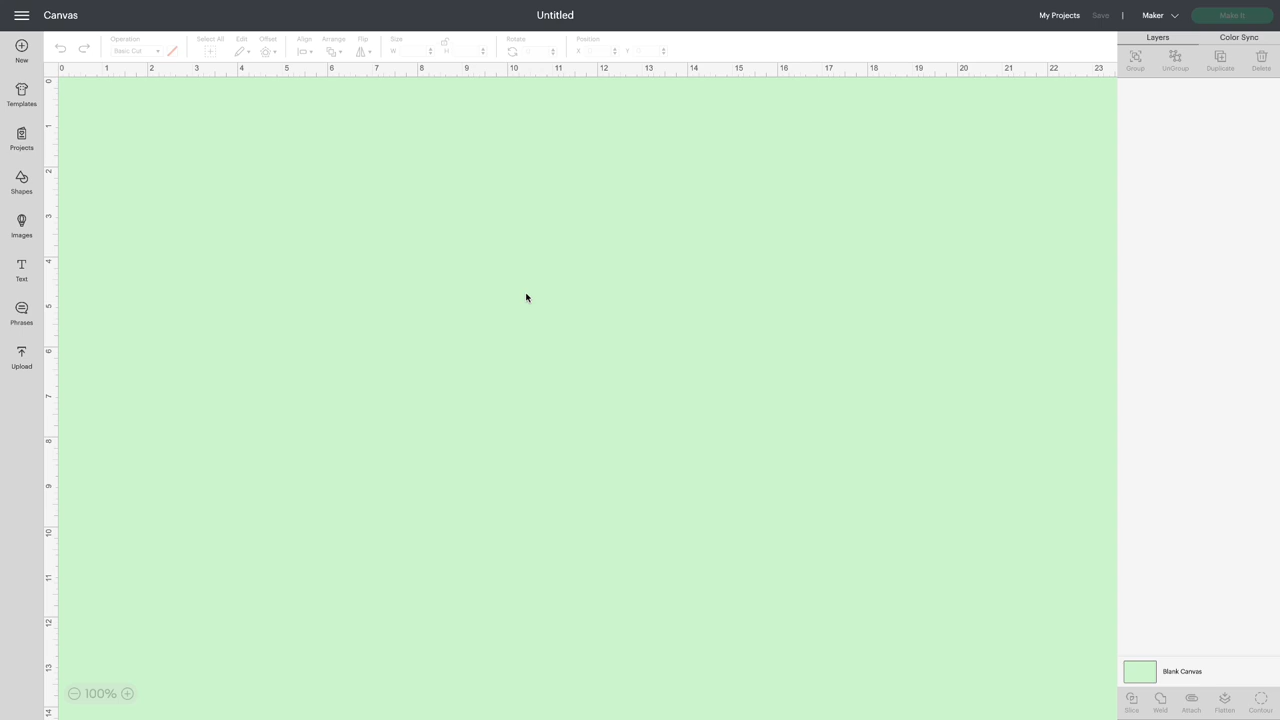 Canvas Untitled My Projects Save | Maker Make It
Operation Select All Edit Offset Align Arrange Flip Size Rotate Position Layers Color Sync
Basic Cut W H 0 X 0 Y 0
New
Group UnGroup Duplicate Delete
0 1 2 3 4 5 6 7 8 9 10 11 12 13 14 15 16 17 18 19 20 21 22 23
Templates
Projects
Shapes
Images
Text
Phrases
Upload
0
1
2
3
4
5
6
7
8
9
10
11
12
13
14
Blank Canvas
100%
Slice Weld Attach Flatten Contour